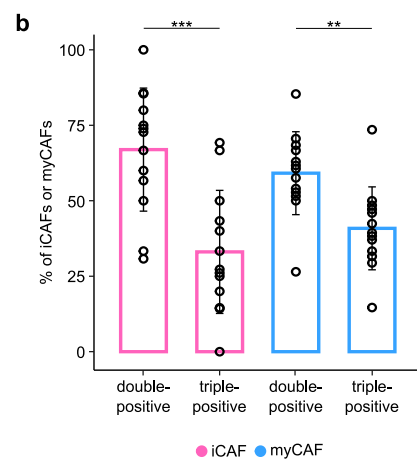 b
*** **
100
75
50
25
0
% of iCAFs or myCAFs
double-positive triple-positive double-positive triple-positive
iCAF myCAF